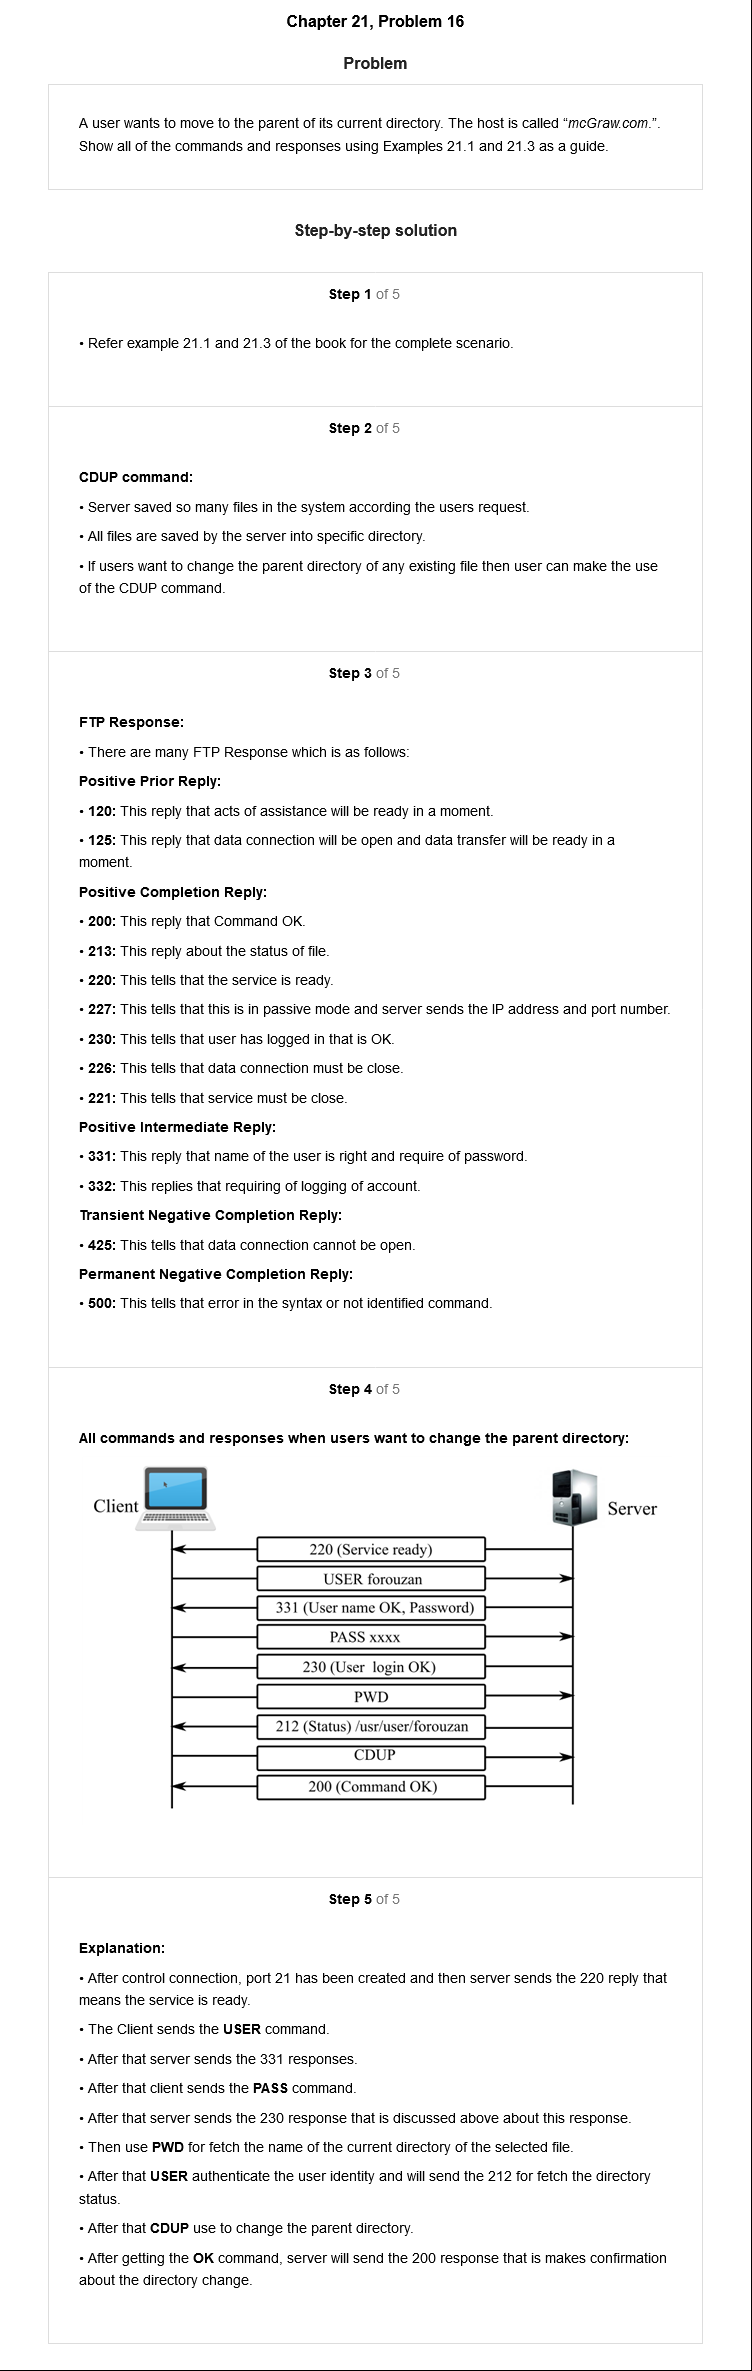 Chapter 21, Problem 16
Problem
A user wants to move to the parent of its current directory. The host is called “mcGraw.com.”.
Show all of the commands and responses using Examples 21.1 and 21.3 as a guide.
Step-by-step solution
Step 1 of 5
• Refer example 21.1 and 21.3 of the book for the complete scenario.
Step 2 of 5
CDUP command:
• Server saved so many files in the system according the users request.
• All files are saved by the server into specific directory.
• If users want to change the parent directory of any existing file then user can make the use
of the CDUP command.
Step 3 of 5
FTP Response:
• There are many FTP Response which is as follows:
Positive Prior Reply:
• 120: This reply that acts of assistance will be ready in a moment.
• 125: This reply that data connection will be open and data transfer will be ready in a
moment.
Positive Completion Reply:
• 200: This reply that Command OK.
• 213: This reply about the status of file.
• 220: This tells that the service is ready.
• 227: This tells that this is in passive mode and server sends the IP address and port number.
• 230: This tells that user has logged in that is OK.
• 226: This tells that data connection must be close.
• 221: This tells that service must be close.
Positive Intermediate Reply:
• 331: This reply that name of the user is right and require of password.
• 332: This replies that requiring of logging of account.
Transient Negative Completion Reply:
• 425: This tells that data connection cannot be open.
Permanent Negative Completion Reply:
• 500: This tells that error in the syntax or not identified command.
Step 4 of 5
All commands and responses when users want to change the parent directory:
Client
Server
220 (Service ready)
USER forouzan
331 (User name OK, Password)
PASS xxxx
230 (User login OK)
PWD
212 (Status) /usr/user/forouzan
CDUP
200 (Command OK)
Step 5 of 5
Explanation:
• After control connection, port 21 has been created and then server sends the 220 reply that
means the service is ready.
• The Client sends the USER command.
• After that server sends the 331 responses.
• After that client sends the PASS command.
• After that server sends the 230 response that is discussed above about this response.
• Then use PWD for fetch the name of the current directory of the selected file.
• After that USER authenticate the user identity and will send the 212 for fetch the directory
status.
• After that CDUP use to change the parent directory.
• After getting the OK command, server will send the 200 response that is makes confirmation
about the directory change.